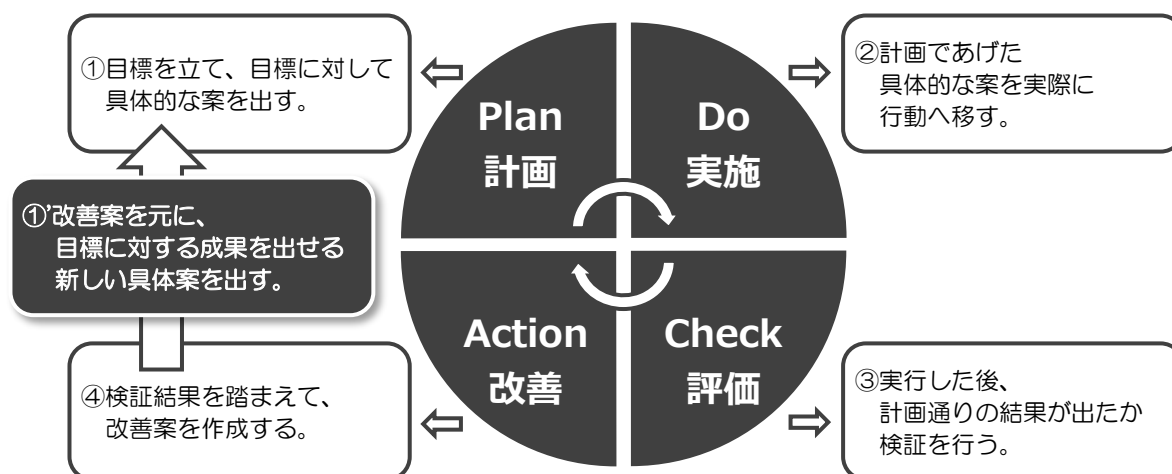 ①目標を立て、目標に対して
具体的な案を出す。
Plan
計画
Do
実施
②計画であげた
具体的な案を実際に
行動へ移す。
①’改善案を元に、
目標に対する成果を出せる
新しい具体案を出す。
Action
改善
Check
評価
④検証結果を踏まえて、
改善案を作成する。
③実行した後、
計画通りの結果が出たか
検証を行う。